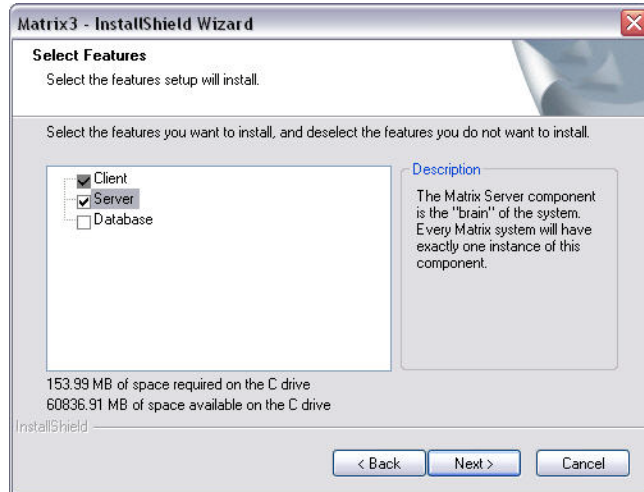 Matrix3 - InstallShield Wizard
Select Features
Select the features setup will install.
Select the features you want to install, and deselect the features you do not want to install.
Client
Server
Database
Description
The Matrix Server component
is the "brain" of the system.
Every Matrix system will have
exactly one instance of this
component.
153.99 MB of space required on the C drive
60836.91 MB of space available on the C drive
InstallShield
< Back
Next >
Cancel